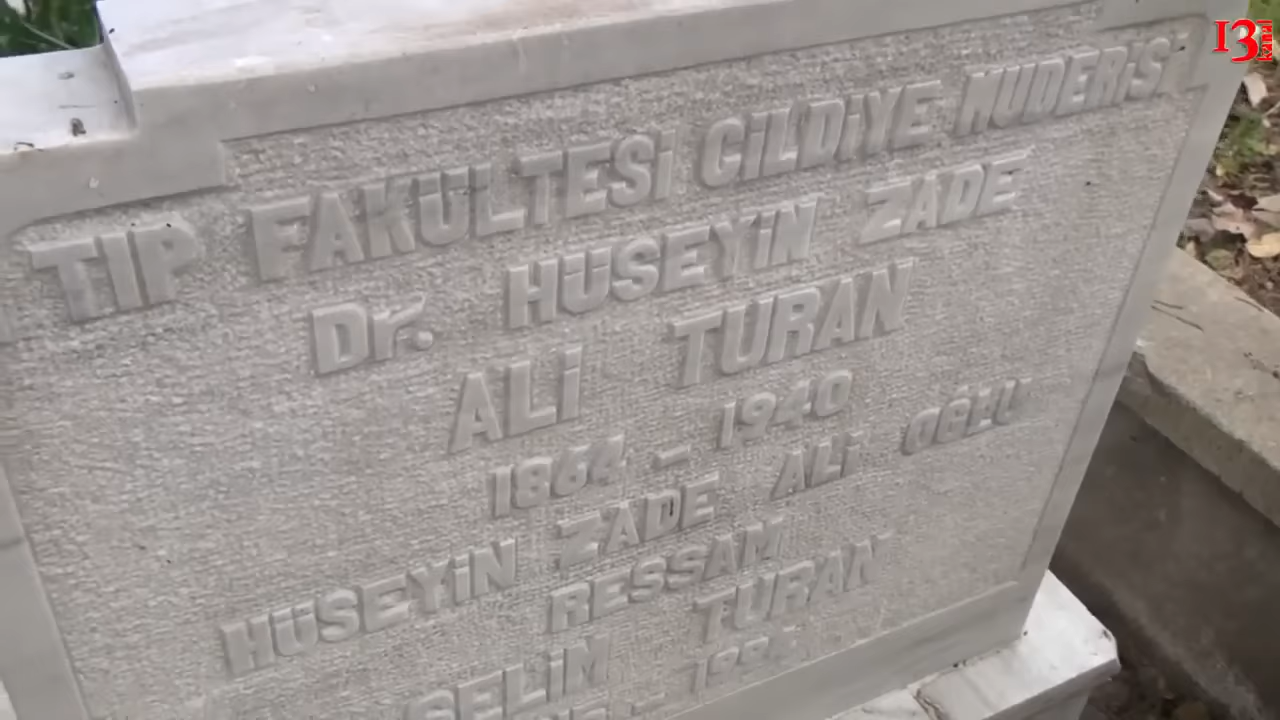 TIP FAKÜLTESİ CİLDİYE MÜDERİSİ
Dr. HÜSEYİN ZADE
ALİ TURAN
1864 - 1940
HÜSEYİN ZADE ALİ OĞLU
RESSAM
SELİM TURAN
13